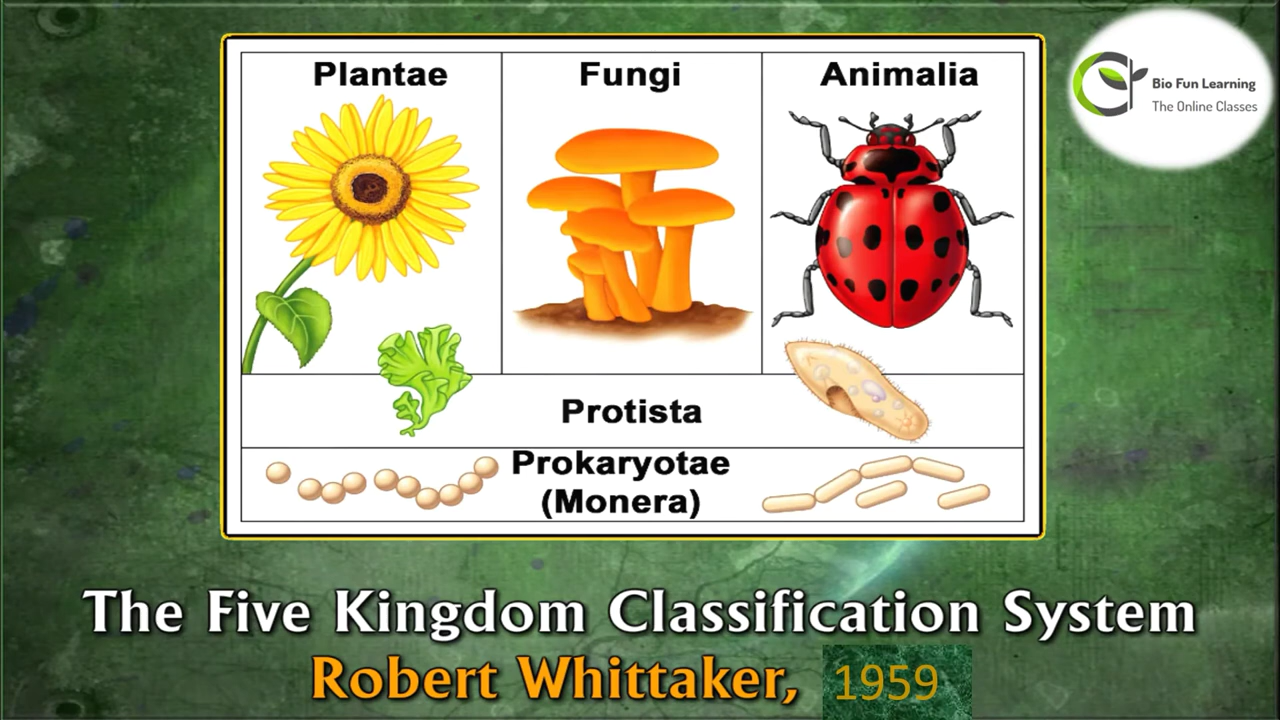 Plantae
Fungi
Animalia
Bio Fun Learning
The Online Classes
Protista
Prokaryotae
(Monera)
The Five Kingdom Classification System
Robert Whittaker, 1959